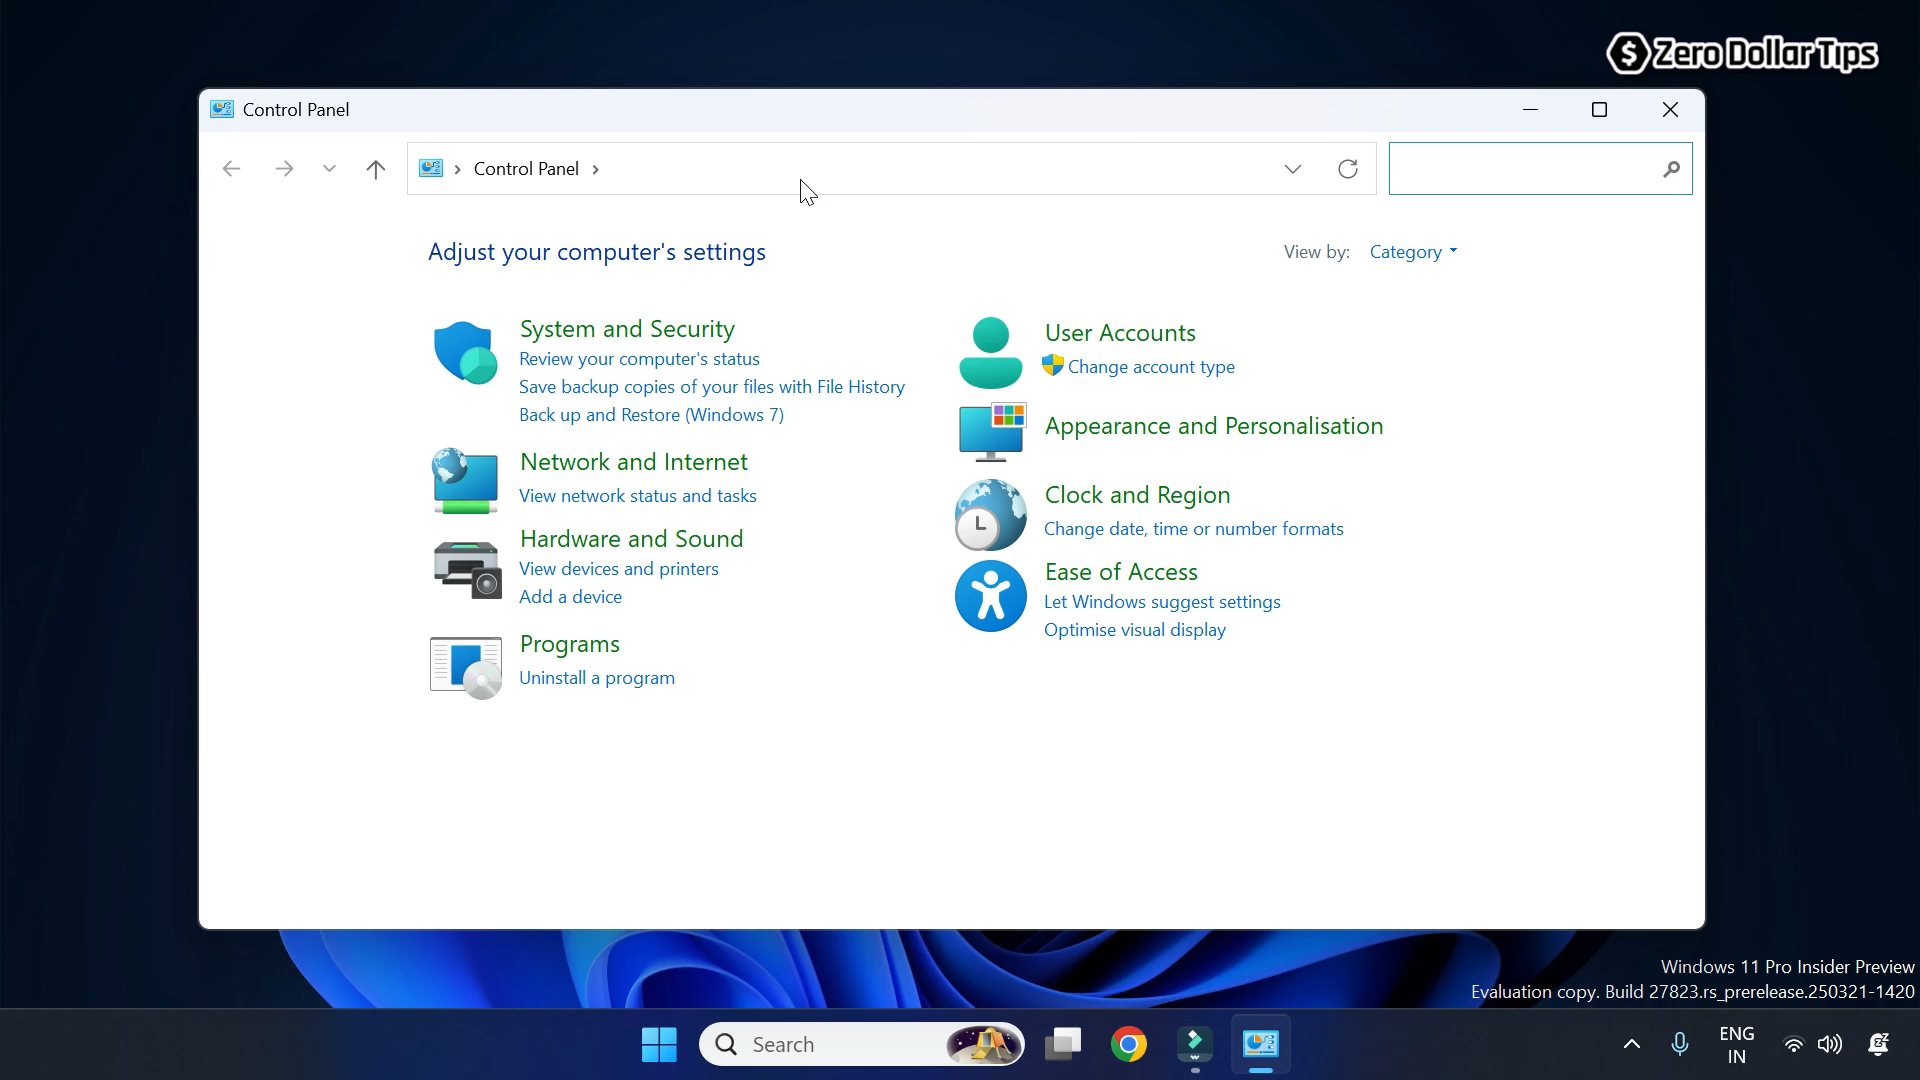 $ Zero Dollar Tips
Control Panel
Control Panel
Adjust your computer's settings
View by: Category
System and Security
Review your computer's status
Save backup copies of your files with File History
Back up and Restore (Windows 7)
Network and Internet
View network status and tasks
Hardware and Sound
View devices and printers
Add a device
Programs
Uninstall a program
User Accounts
Change account type
Appearance and Personalisation
Clock and Region
Change date, time or number formats
Ease of Access
Let Windows suggest settings
Optimise visual display
Windows 11 Pro Insider Preview
Evaluation copy. Build 27823.rs_prerelease.250321-1420
Search
ENG
IN